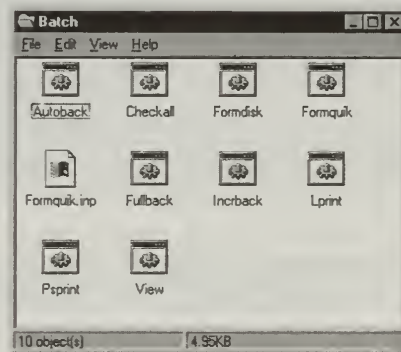 Batch
File Edit View Help
Autoback Checkall Formdisk Formquik
Formquik.inp Fullback Incrback Lprint
Psprint View
10 object(s) 4.95KB